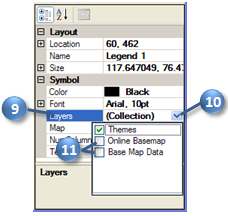 Layout
Location 60, 462
Name Legend 1
Size 117.647049, 76.47
Symbol
Color Black
Font Arial, 10pt
9 Layers (Collection) 10
Map Themes
Online Basemap
11 Base Map Data
Layers